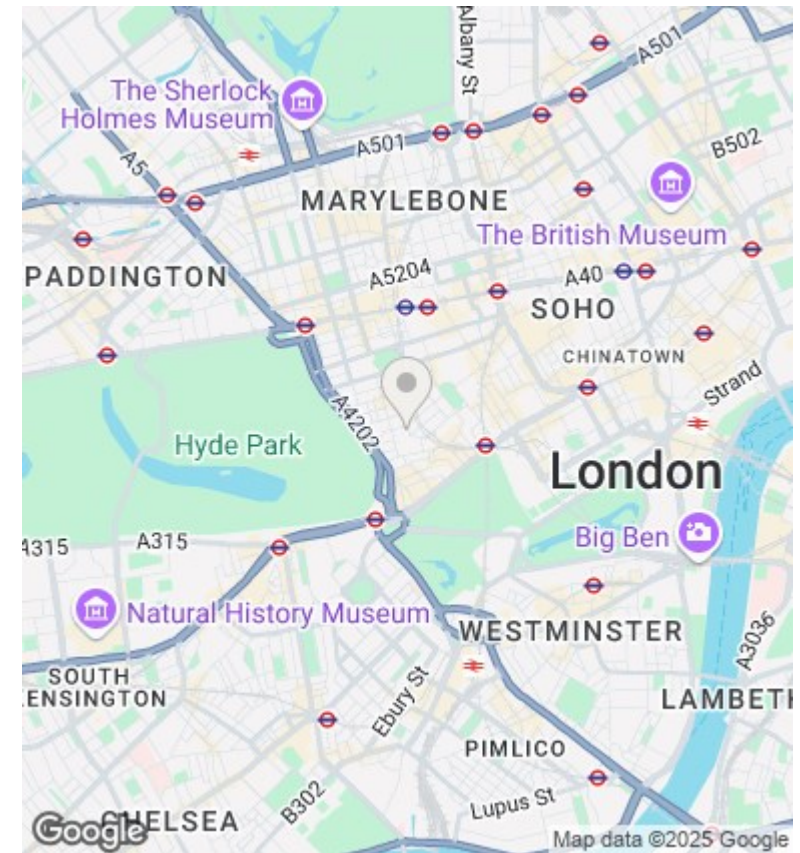 Albany St
A501
The Sherlock
Holmes Museum
A501
B502
A5
MARYLEBONE
The British Museum
PADDINGTON
A5204
A40
SOHO
CHINATOWN
Strand
A4202
Hyde Park
London
A315
A315
Big Ben
Natural History Museum
WESTMINSTER
A3036
SOUTH
KENSINGTON
Ebury St
LAMBETH
PIMLICO
B302
Lupus St
CHELSEA
Google
Map data ©2025 Google